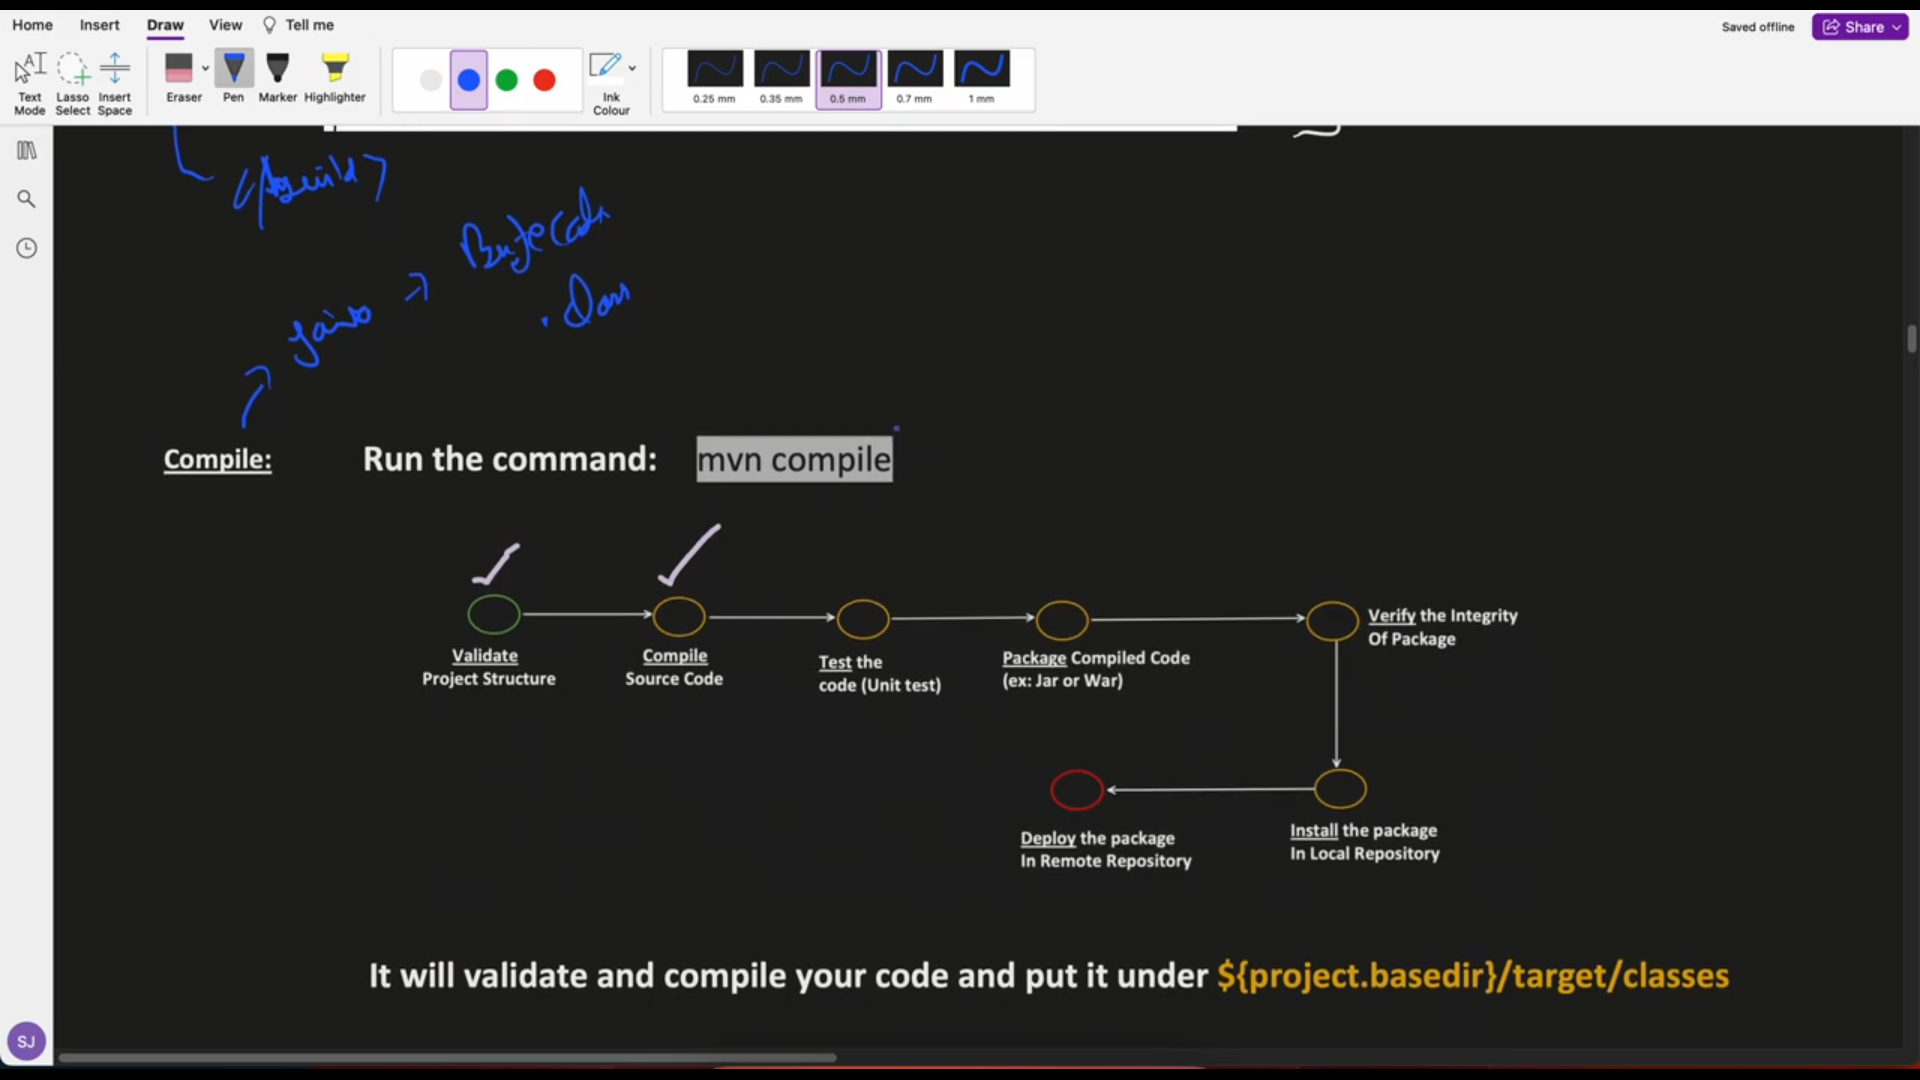 Home Insert Draw View Tell me
Saved offline
Share
Text Mode
Lasso Select
Insert Space
Eraser
Pen
Marker
Highlighter
Ink Colour
0.25 mm
0.35 mm
0.5 mm
0.7 mm
1 mm
Compile: Run the command: mvn compile
Validate
Project Structure
Compile
Source Code
Test the
code (Unit test)
Package Compiled Code
(ex: Jar or War)
Verify the Integrity
Of Package
Deploy the package
In Remote Repository
Install the package
In Local Repository
It will validate and compile your code and put it under ${project.basedir}/target/classes
SJ